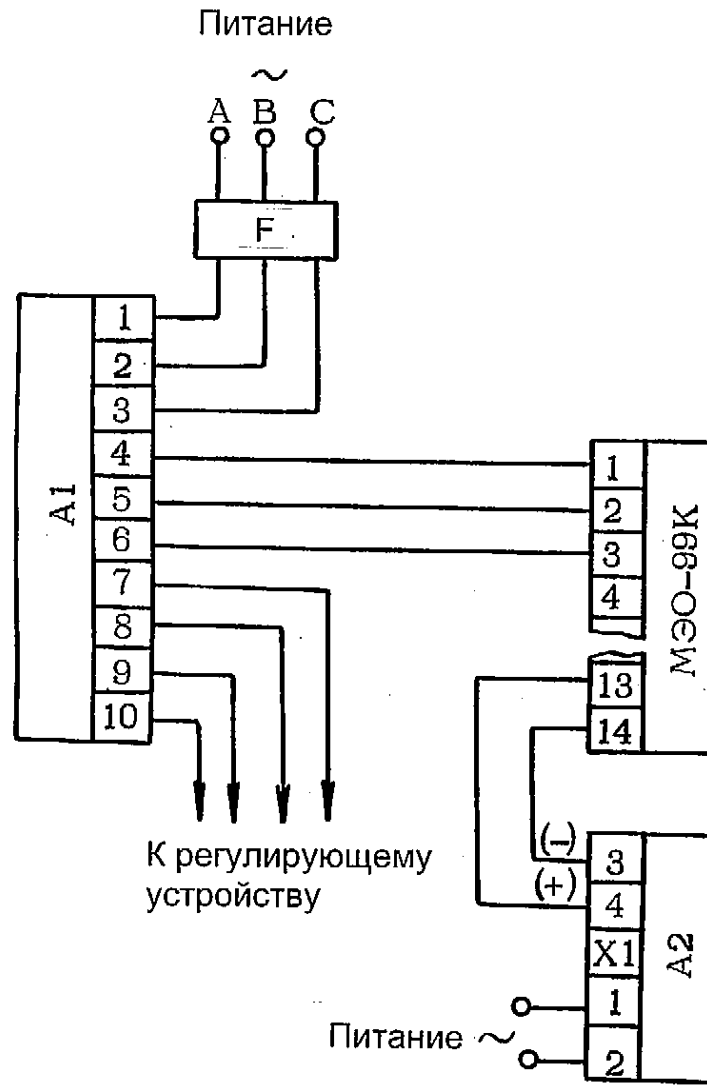 Питание
~
A B C
F
A1
1
2
3
4
5
6
7
8
9
10
К регулирующему
устройству
МЭО-99К
1
2
3
4
13
14
(-)
(+)
A2
3
4
X1
1
2
Питание ~